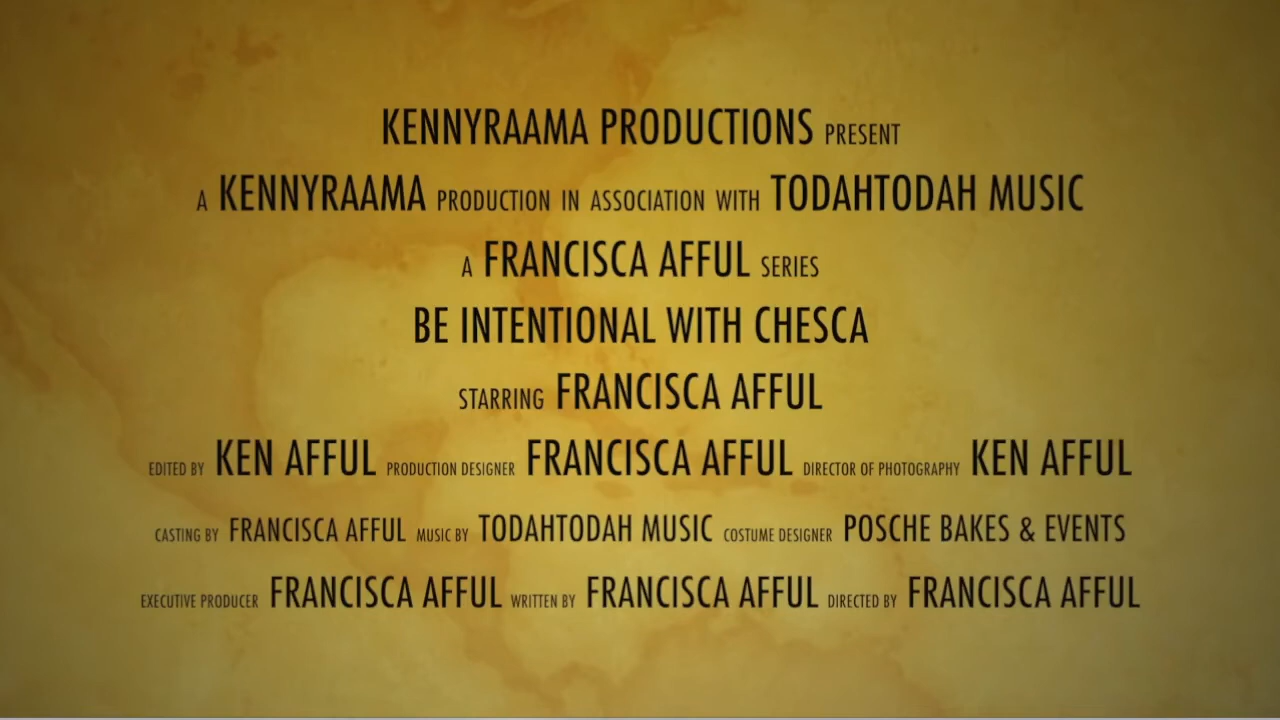 KENNYRAAMA PRODUCTIONS PRESENT
A KENNYRAAMA PRODUCTION IN ASSOCIATION WITH TODAHTODAH MUSIC
A FRANCISCA AFFUL SERIES
BE INTENTIONAL WITH CHESCA
STARRING FRANCISCA AFFUL
EDITED BY KEN AFFUL PRODUCTION DESIGNER FRANCISCA AFFUL DIRECTOR OF PHOTOGRAPHY KEN AFFUL
CASTING BY FRANCISCA AFFUL MUSIC BY TODAHTODAH MUSIC COSTUME DESIGNER POSCHE BAKES & EVENTS
EXECUTIVE PRODUCER FRANCISCA AFFUL WRITTEN BY FRANCISCA AFFUL DIRECTED BY FRANCISCA AFFUL